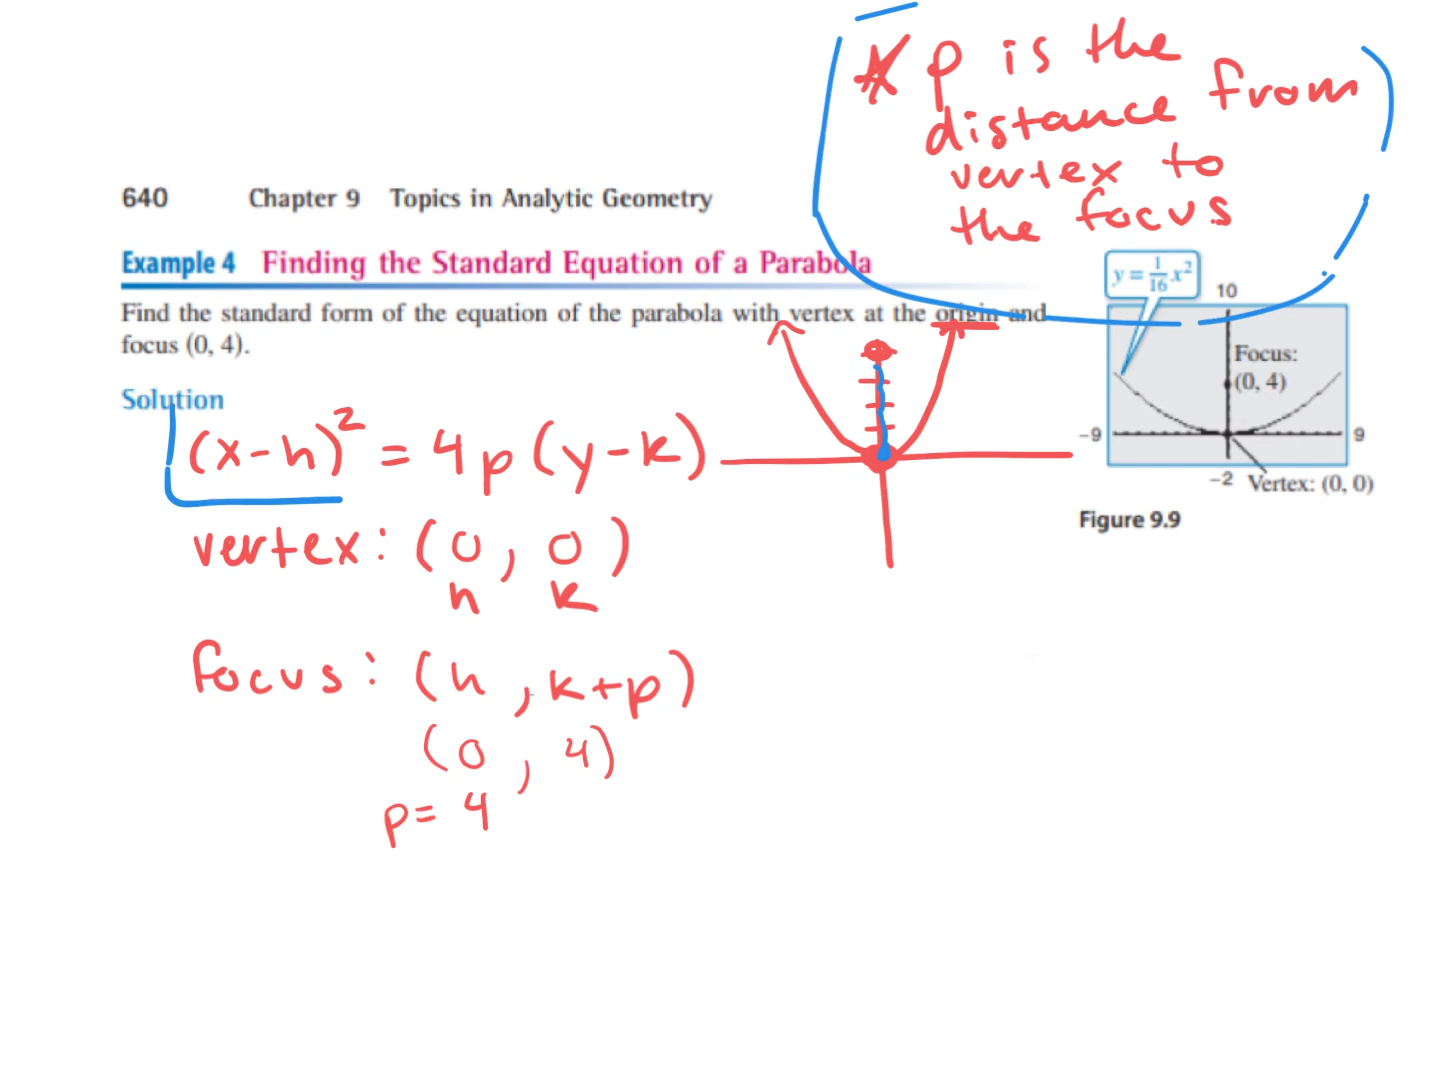 * p is the
distance from
vertex to
the focus
640 Chapter 9 Topics in Analytic Geometry
Example 4 Finding the Standard Equation of a Parabola
Find the standard form of the equation of the parabola with vertex at the origin and
focus (0, 4).
Solution
(x-h)² = 4p(y-k)
vertex: (0, 0)
h k
focus: (h, k+p)
(0, 4)
p = 4
y = 1/16 x²
10
Focus:
(0, 4)
-9
9
-2
Vertex: (0, 0)
Figure 9.9